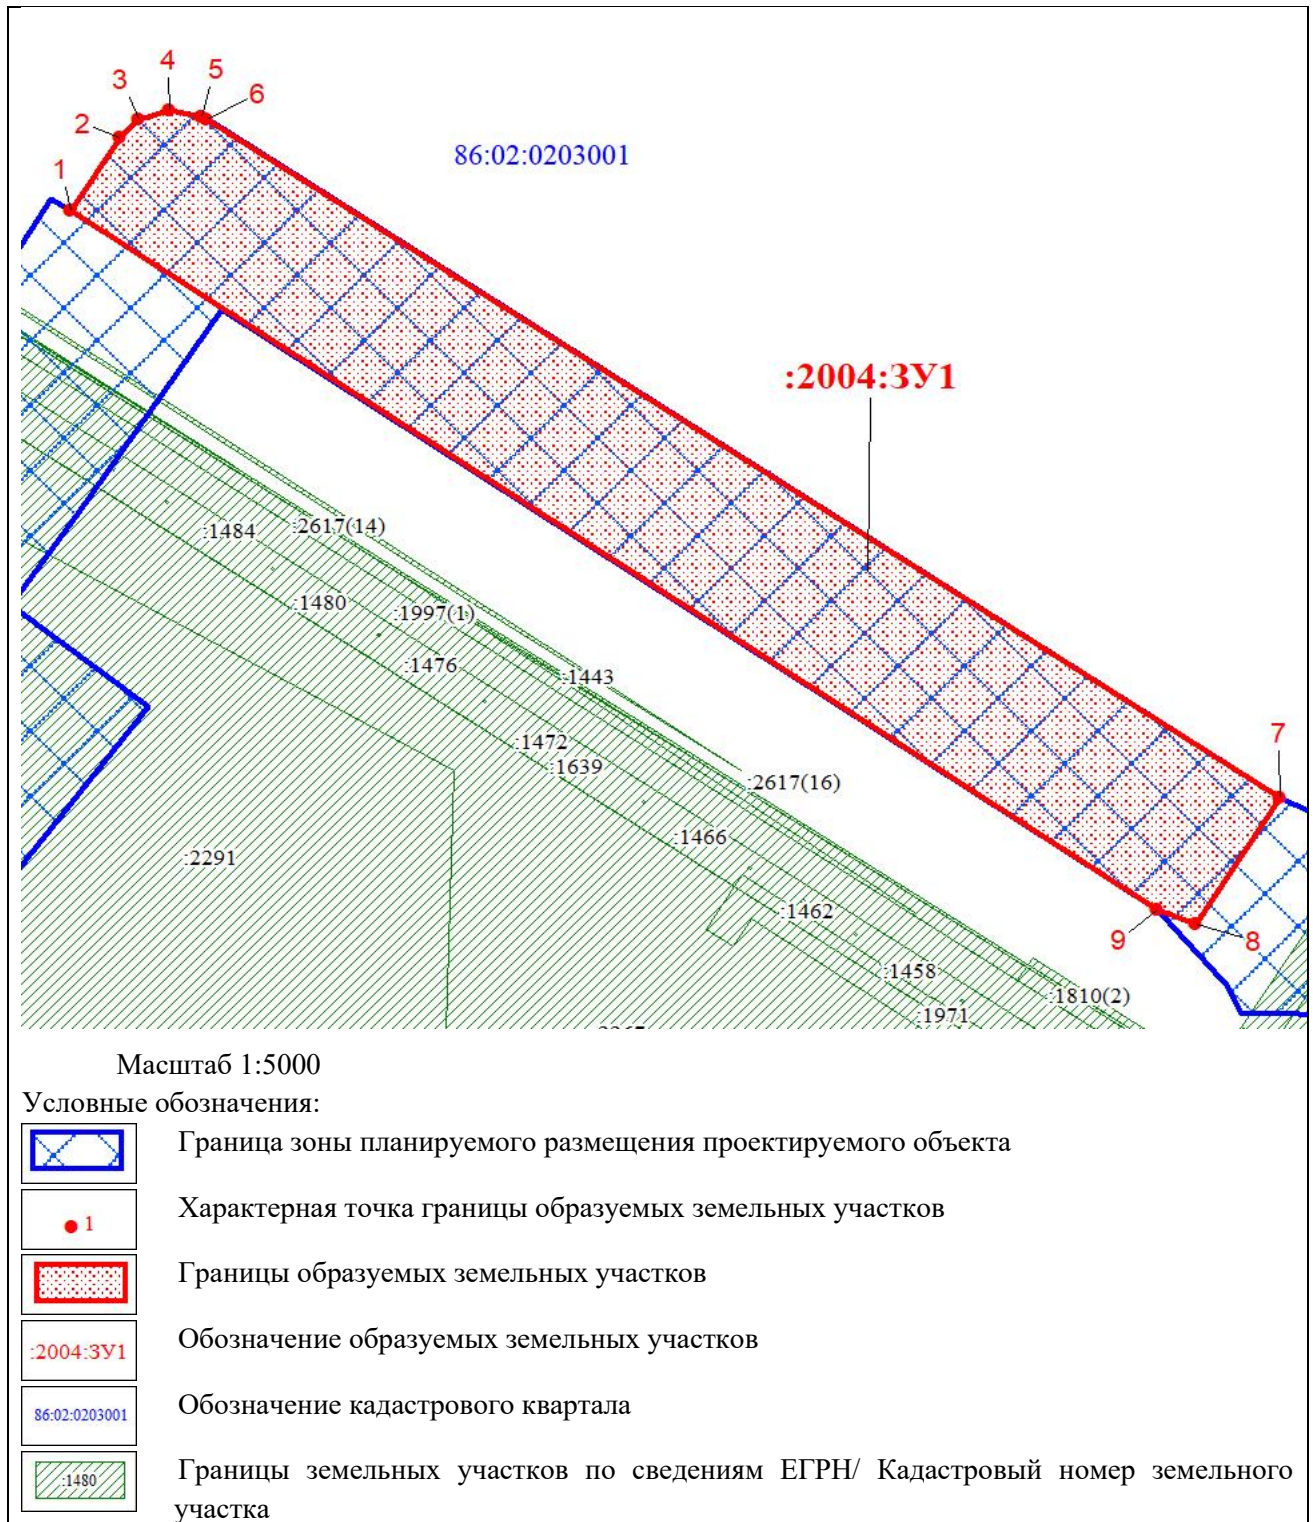 4
5
3
6
2
86:02:0203001
1
:2004:ЗУ1
:2617(14)
:1484
:1480
:1997(1)
:1476
:1443
7
:1472
:1639
:2617(16)
:1466
:2291
:1462
9
8
:1458
:1810(2)
:1971
Масштаб 1:5000
Условные обозначения:
Граница зоны планируемого размещения проектируемого объекта
1 Характерная точка границы образуемых земельных участков
Границы образуемых земельных участков
:2004:ЗУ1 Обозначение образуемых земельных участков
86:02:0203001 Обозначение кадастрового квартала
:1480 Границы земельных участков по сведениям ЕГРН/ Кадастровый номер земельного
участка